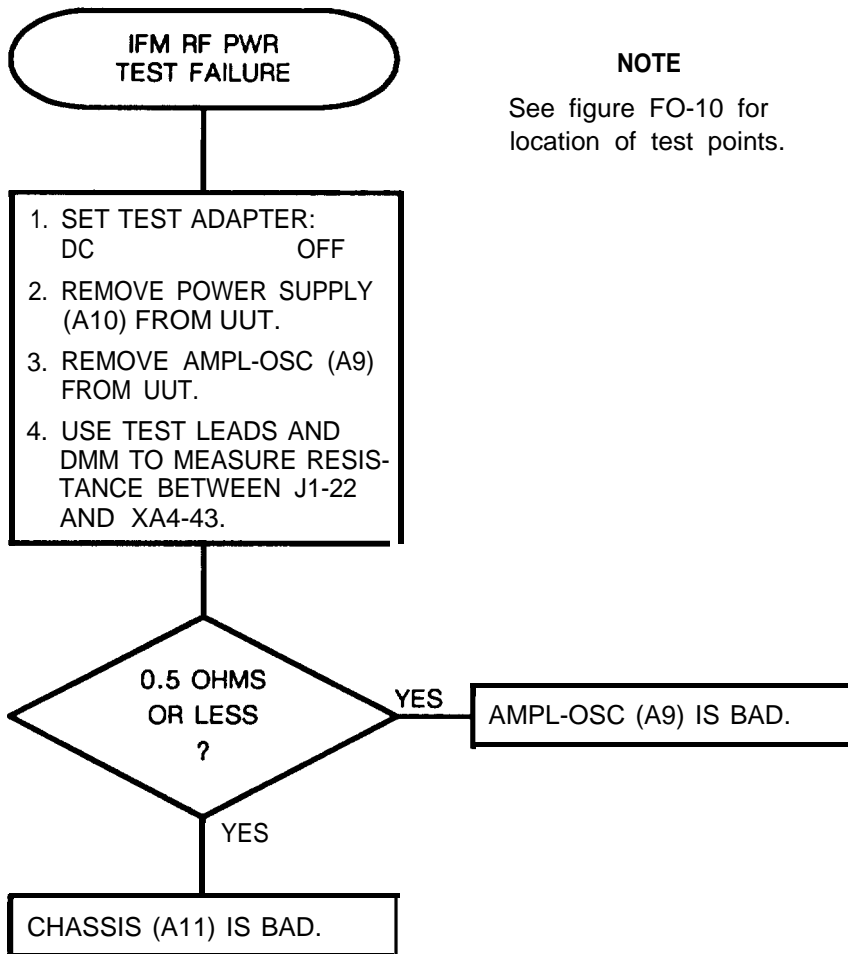 IFM RF PWR
TEST FAILURE
NOTE
See figure FO-10 for
location of test points.
1. SET TEST ADAPTER:
DC OFF
2. REMOVE POWER SUPPLY
(A10) FROM UUT.
3. REMOVE AMPL-OSC (A9)
FROM UUT.
4. USE TEST LEADS AND
DMM TO MEASURE RESIS-
TANCE BETWEEN J1-22
AND XA4-43.
0.5 OHMS
OR LESS
?
YES
AMPL-OSC (A9) IS BAD.
YES
CHASSIS (A11) IS BAD.